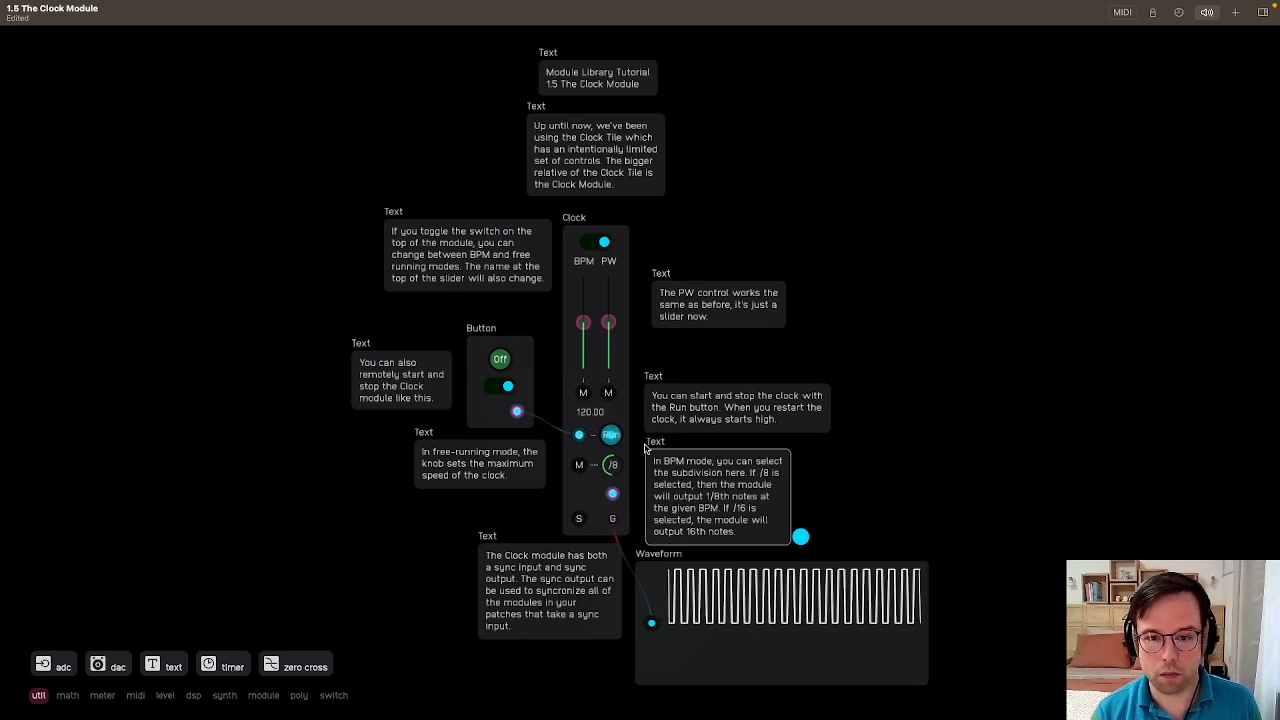 1.5 The Clock Module
Edited
MIDI
Text
Module Library Tutorial
1.5 The Clock Module
Text
Up until now, we've been
using the Clock Tile which
has an intentionally limited
set of controls. The bigger
relative of the Clock Tile is
the Clock Module.
Text
If you toggle the switch on the
top of the module, you can
change between BPM and free
running modes. The name at the
top of the slider will also change.
Clock
BPM PW
M M
120.00
Run
M /8
S G
Text
The PW control works the
same as before, it's just a
slider now.
Button
Off
Text
You can also
remotely start and
stop the Clock
module like this.
Text
You can start and stop the clock with
the Run button. When you restart the
clock, it always starts high.
Text
In free-running mode, the
knob sets the maximum
speed of the clock.
Text
In BPM mode, you can select
the subdivision here. If /8 is
selected, then the module
will output 1/8th notes at
the given BPM. If /16 is
selected, the module will
output 16th notes.
Text
The Clock module has both
a sync input and sync
output. The sync output can
be used to syncronize all of
the modules in your
patches that take a sync
input.
Waveform
adc dac text timer zero cross
util math meter midi level dsp synth module poly switch